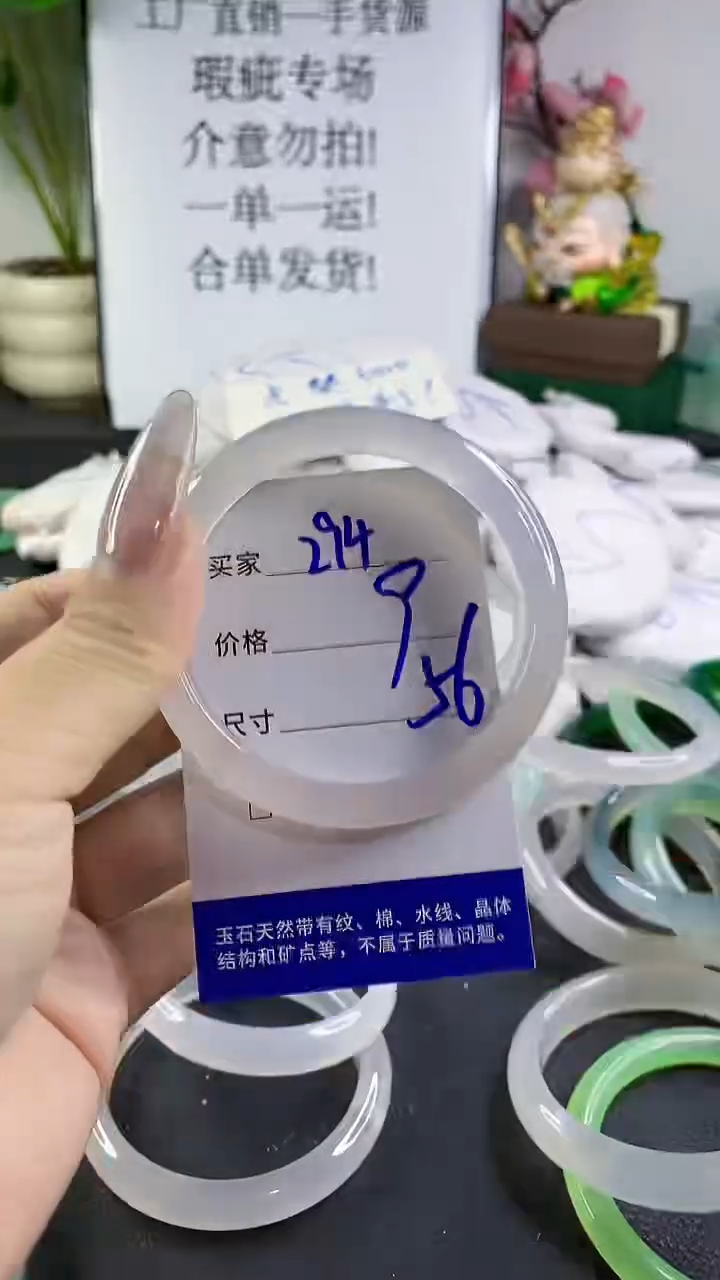 工厂直销一手货源
瑕疵专场
介意勿拍!
一单一运!
合单发货!
买家 294
9
价格
56
尺寸
玉石天然带有纹、棉、水线、晶体
结构和矿点等，不属于质量问题。